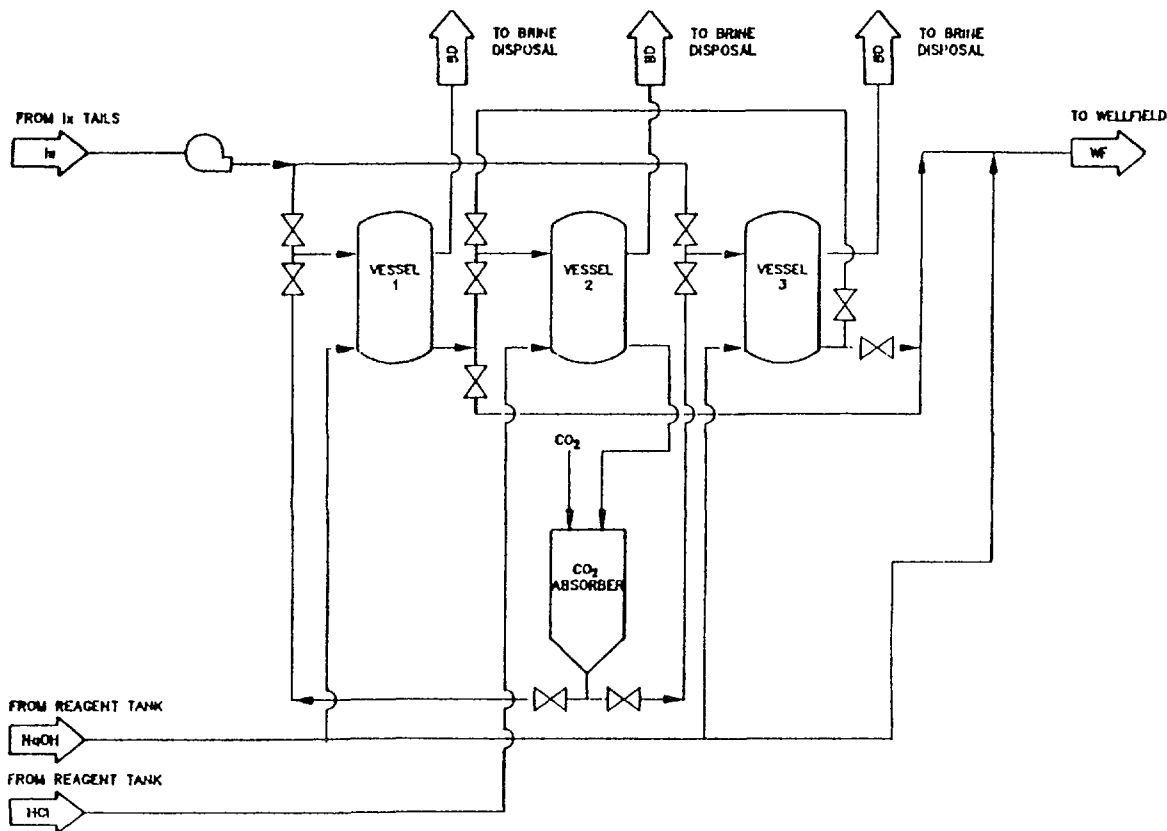 TO BRINE
DISPOSAL
TO BRINE
DISPOSAL
TO BRINE
DISPOSAL
BD
BD
BD
FROM Ix TAILS
Ix
TO WELLFIELD
WF
VESSEL
1
VESSEL
2
VESSEL
3
CO2
CO2
ABSORBER
FROM REAGENT TANK
NaOH
FROM REAGENT TANK
HCl